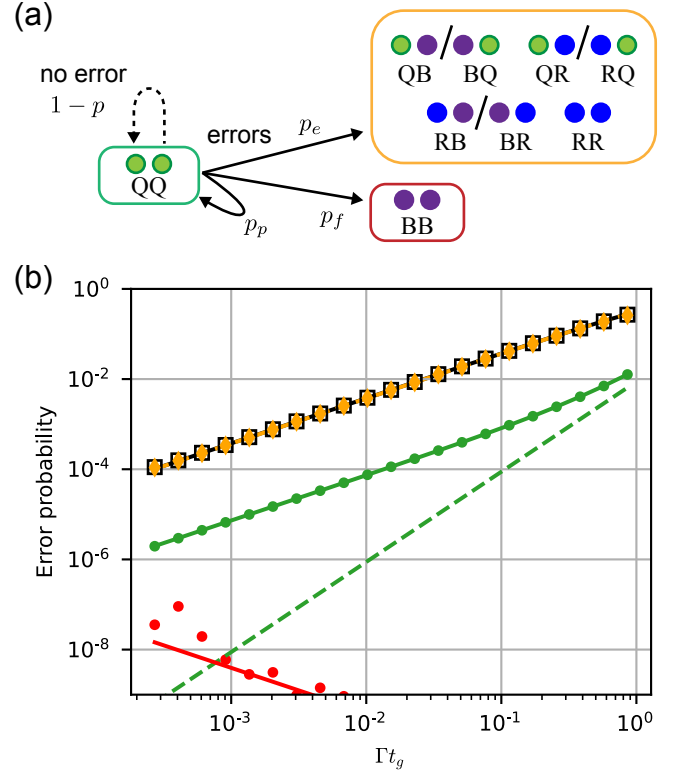 (a)
no error
1 − p
errors
p_e
p_f
p_p
QQ
QB / BQ QR / RQ
RB / BR RR
BB
(b)
Error probability
10^0
10^-2
10^-4
10^-6
10^-8
10^-3 10^-2 10^-1 10^0
Γt_g